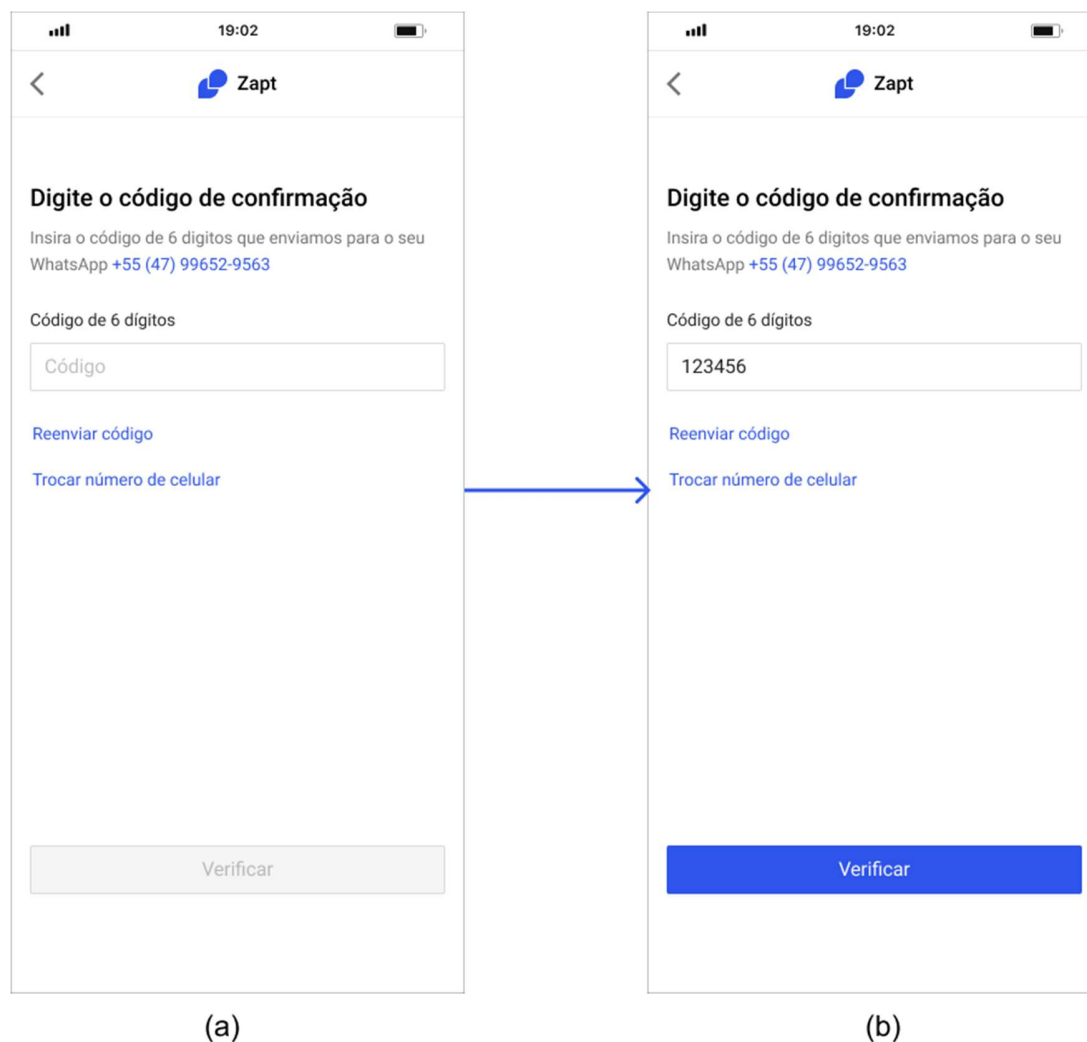 19:02
Zapt
Digite o código de confirmação
Insira o código de 6 digitos que enviamos para o seu
WhatsApp +55 (47) 99652-9563
Código de 6 dígitos
Código
Reenviar código
Trocar número de celular
Verificar
(a)
19:02
Zapt
Digite o código de confirmação
Insira o código de 6 digitos que enviamos para o seu
WhatsApp +55 (47) 99652-9563
Código de 6 dígitos
123456
Reenviar código
Trocar número de celular
Verificar
(b)